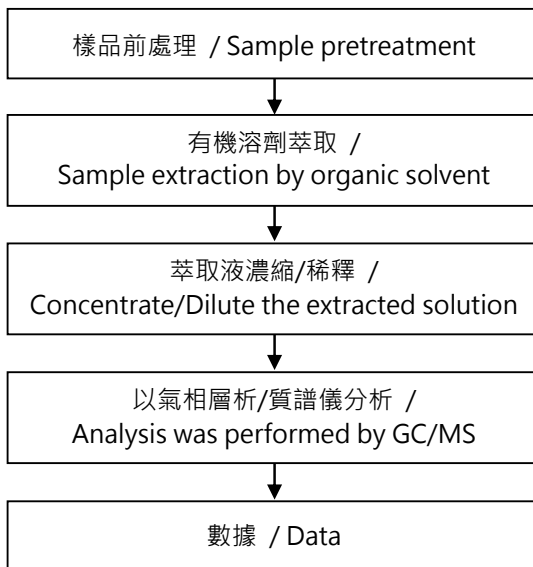 樣品前處理 / Sample pretreatment
有機溶劑萃取 /
Sample extraction by organic solvent
萃取液濃縮/稀釋 /
Concentrate/Dilute the extracted solution
以氣相層析/質譜儀分析 /
Analysis was performed by GC/MS
數據 / Data